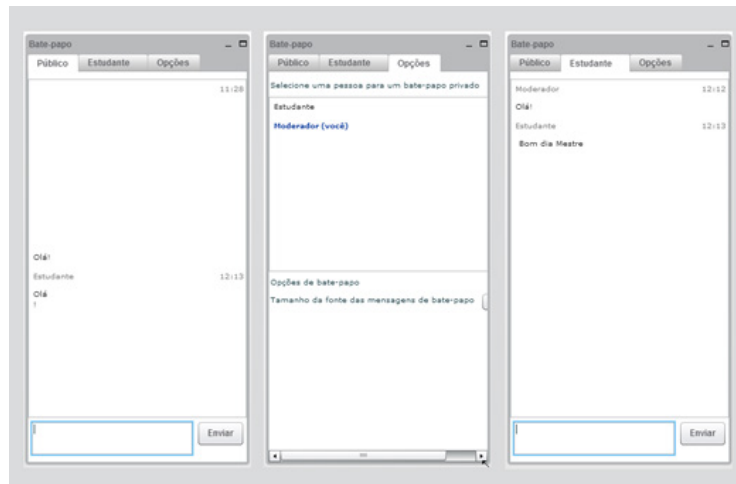 Bate-papo
Público Estudante Opções
11:28
Olá!
Estudante 12:13
Olá
!
Enviar
Bate-papo
Público Estudante Opções
Selecione uma pessoa para um bate-papo privado
Estudante
Moderador (você)
Opções de bate-papo
Tamanho da fonte das mensagens de bate-papo
Bate-papo
Público Estudante Opções
Moderador 12:12
Olá!
Estudante 12:13
Bom dia Mestre
Enviar